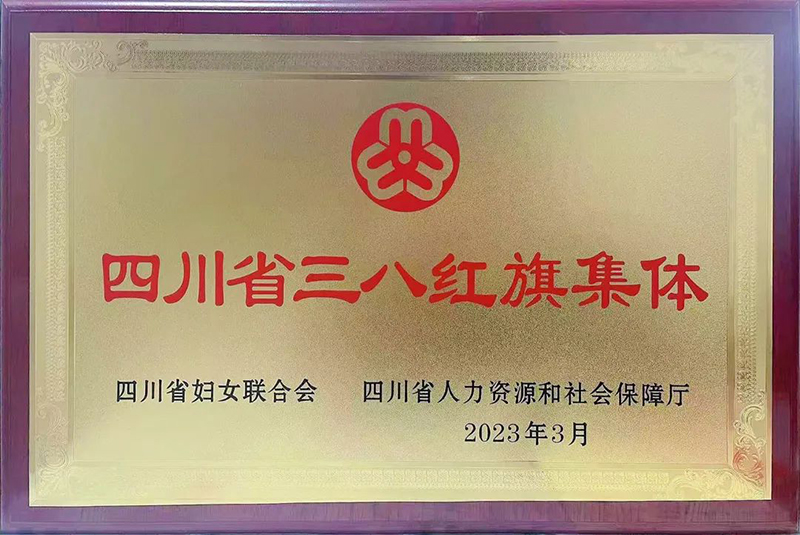 四川省三八红旗集体
四川省妇女联合会 四川省人力资源和社会保障厅
2023年3月